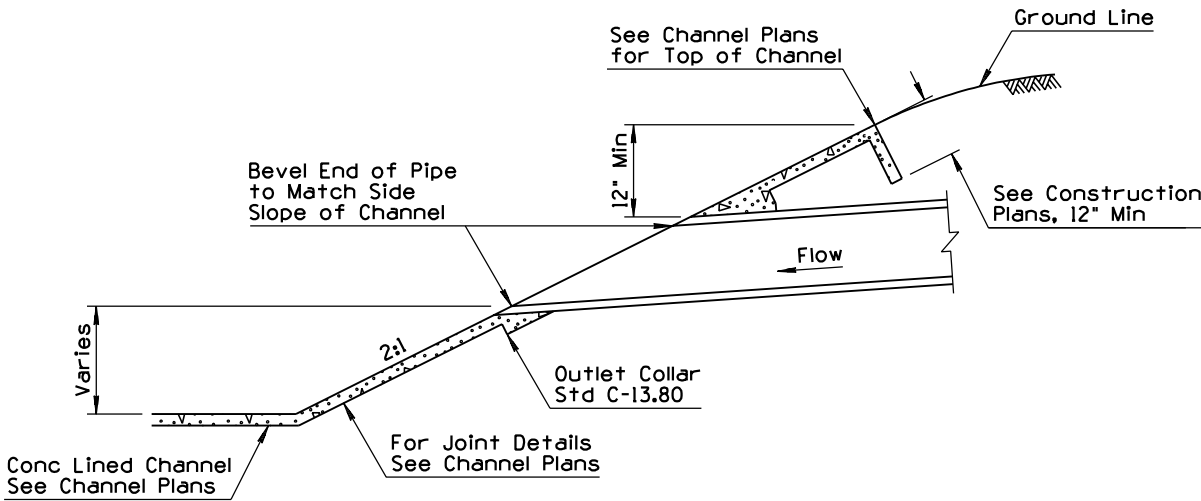 Ground Line
See Channel Plans
for Top of Channel
12" Min
Bevel End of Pipe
to Match Side
Slope of Channel
See Construction
Plans, 12" Min
Flow
Varies
2:1
Outlet Collar
Std C-13.80
For Joint Details
See Channel Plans
Conc Lined Channel
See Channel Plans